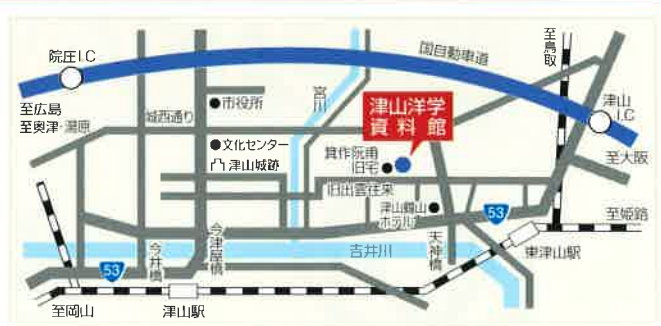 院圧I.C
国自動車道
至鳥取
至広島
至奥津・湯原
城西通り
市役所
宮川
津山洋学
資料館
津山
I.C
文化センター
津山城跡
箕作阮甫
旧宅
至大阪
旧出雲往来
津山鶴山
ホテル
53
至姫路
今井橋
今津屋橋
吉井川
天神橋
東津山駅
53
至岡山
津山駅